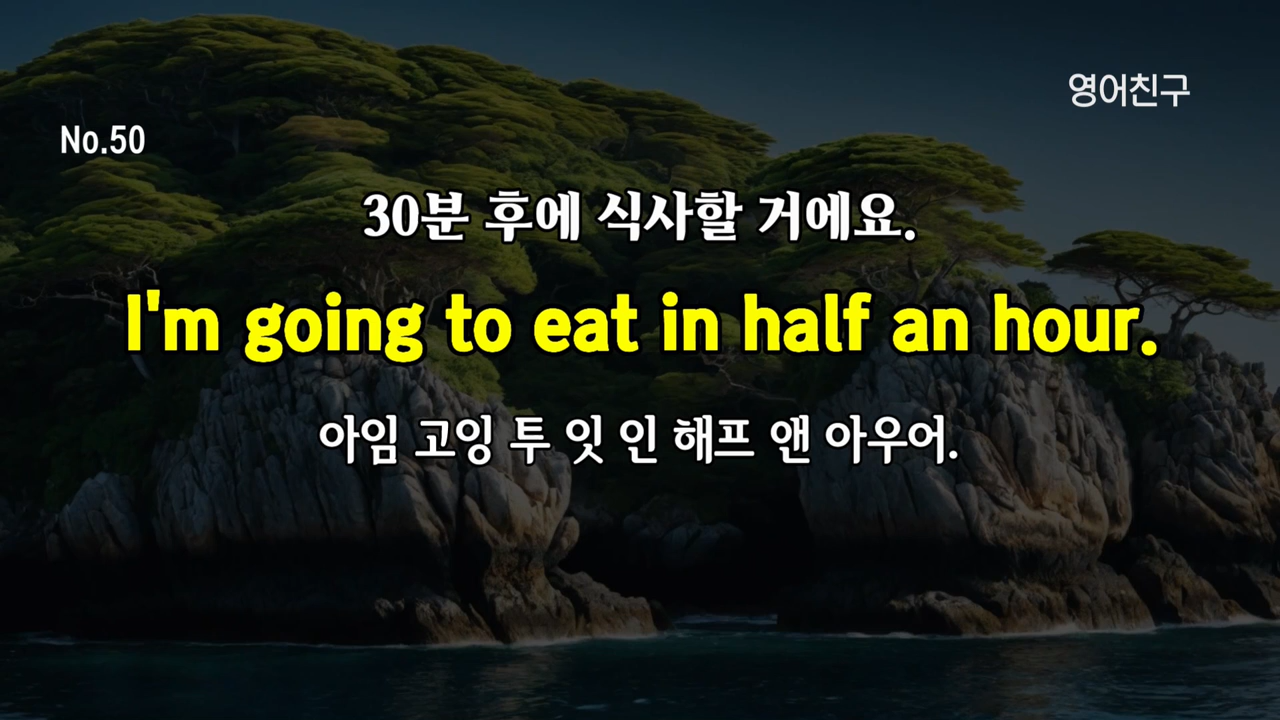 영어친구
No.50
30분 후에 식사할 거에요.
I'm going to eat in half an hour.
아임 고잉 투 잇 인 해프 앤 아우어.